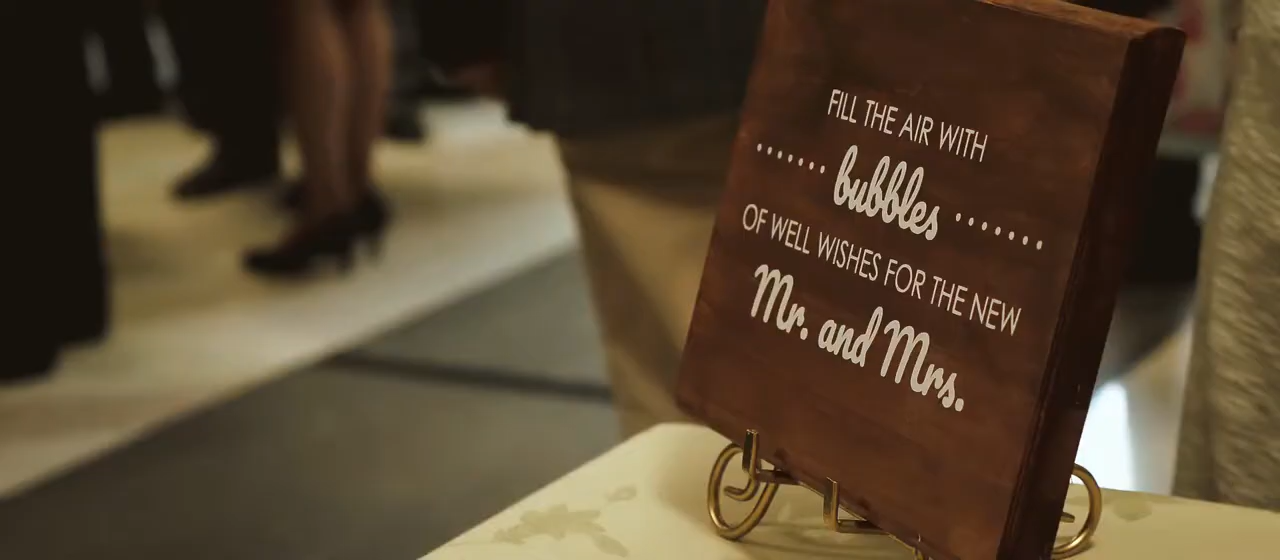 FILL THE AIR WITH
bubbles
OF WELL WISHES FOR THE NEW
Mr. and Mrs.